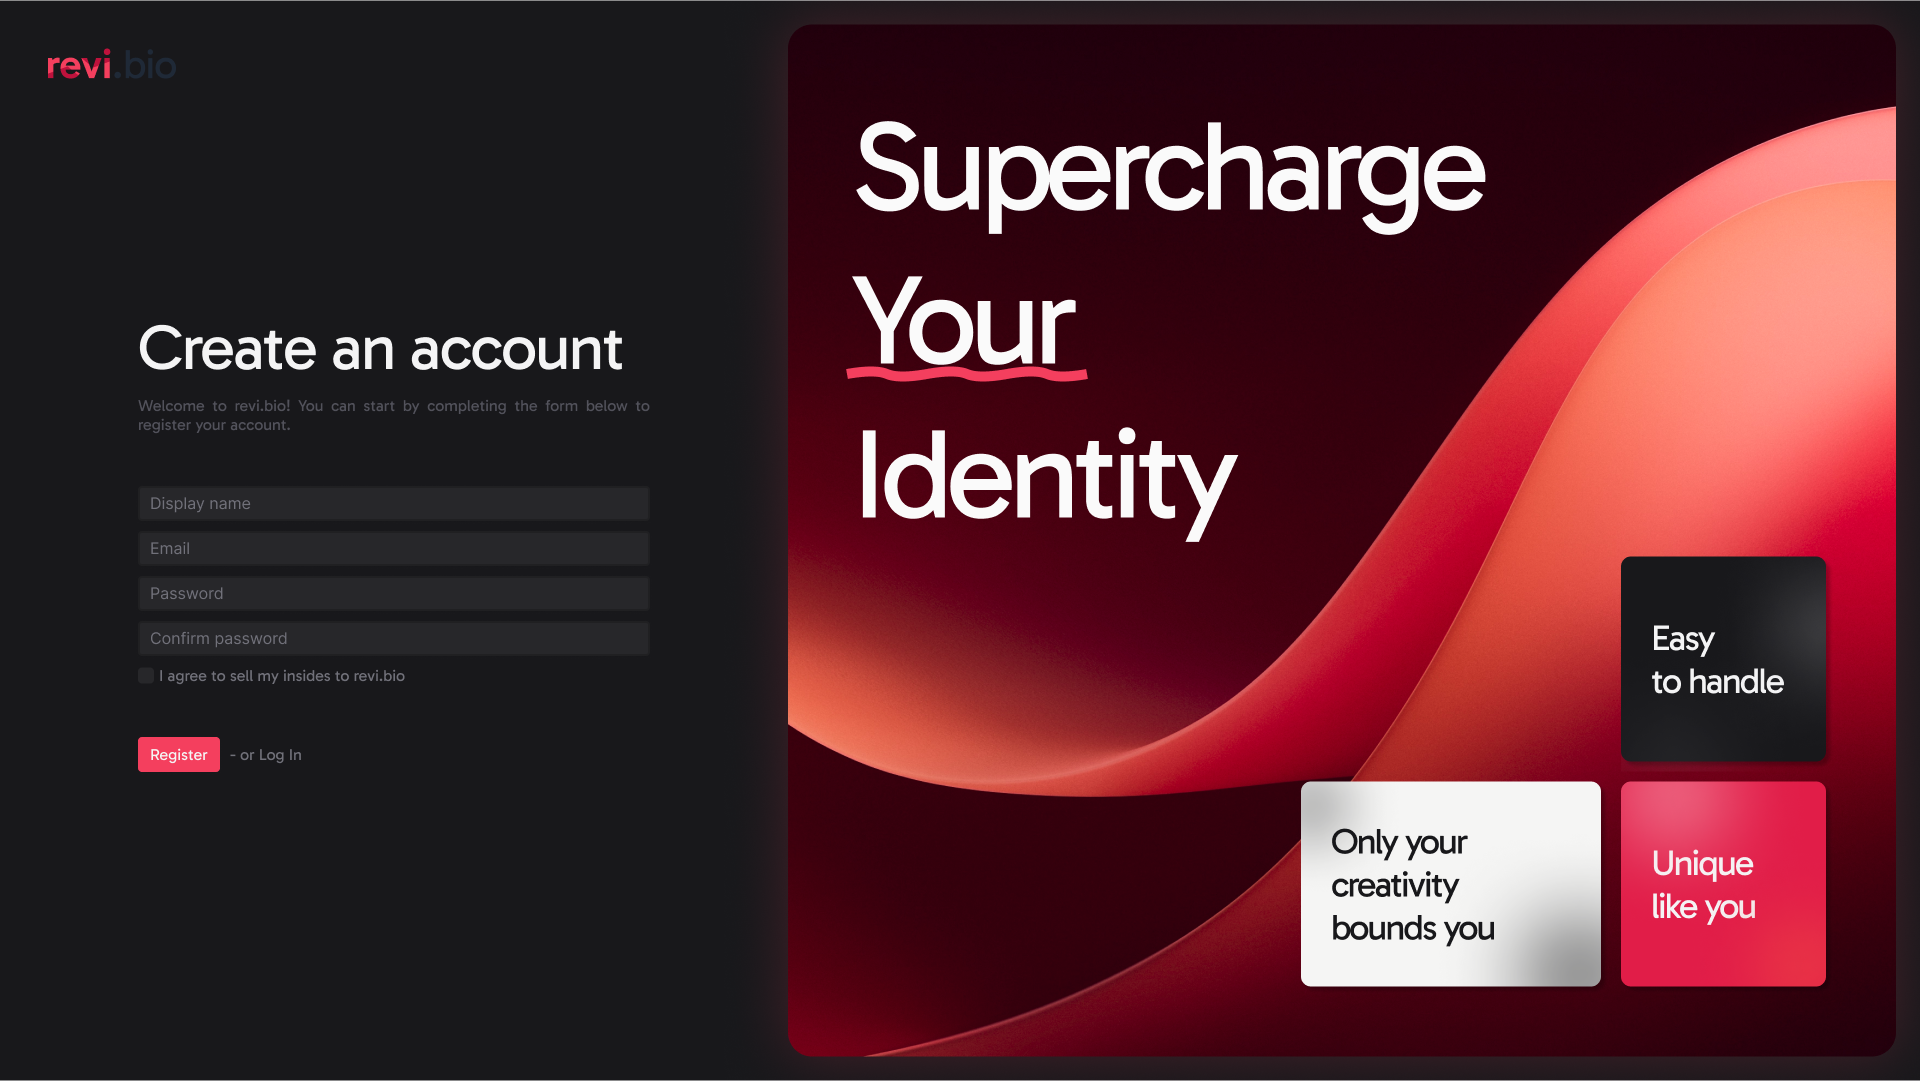 revi.bio
Create an account
Welcome to revi.bio! You can start by completing the form below to
register your account.
Display name
Email
Password
Confirm password
I agree to sell my insides to revi.bio
Register - or Log In
Supercharge
Your
Identity
Easy
to handle
Only your
creativity
bounds you
Unique
like you